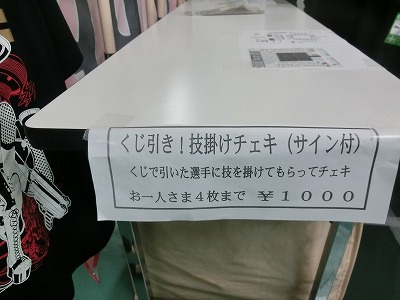 くじ引き！技掛けチェキ（サイン付）
くじで引いた選手に技を掛けてもらってチェキ
お一人さま４枚まで ￥１０００